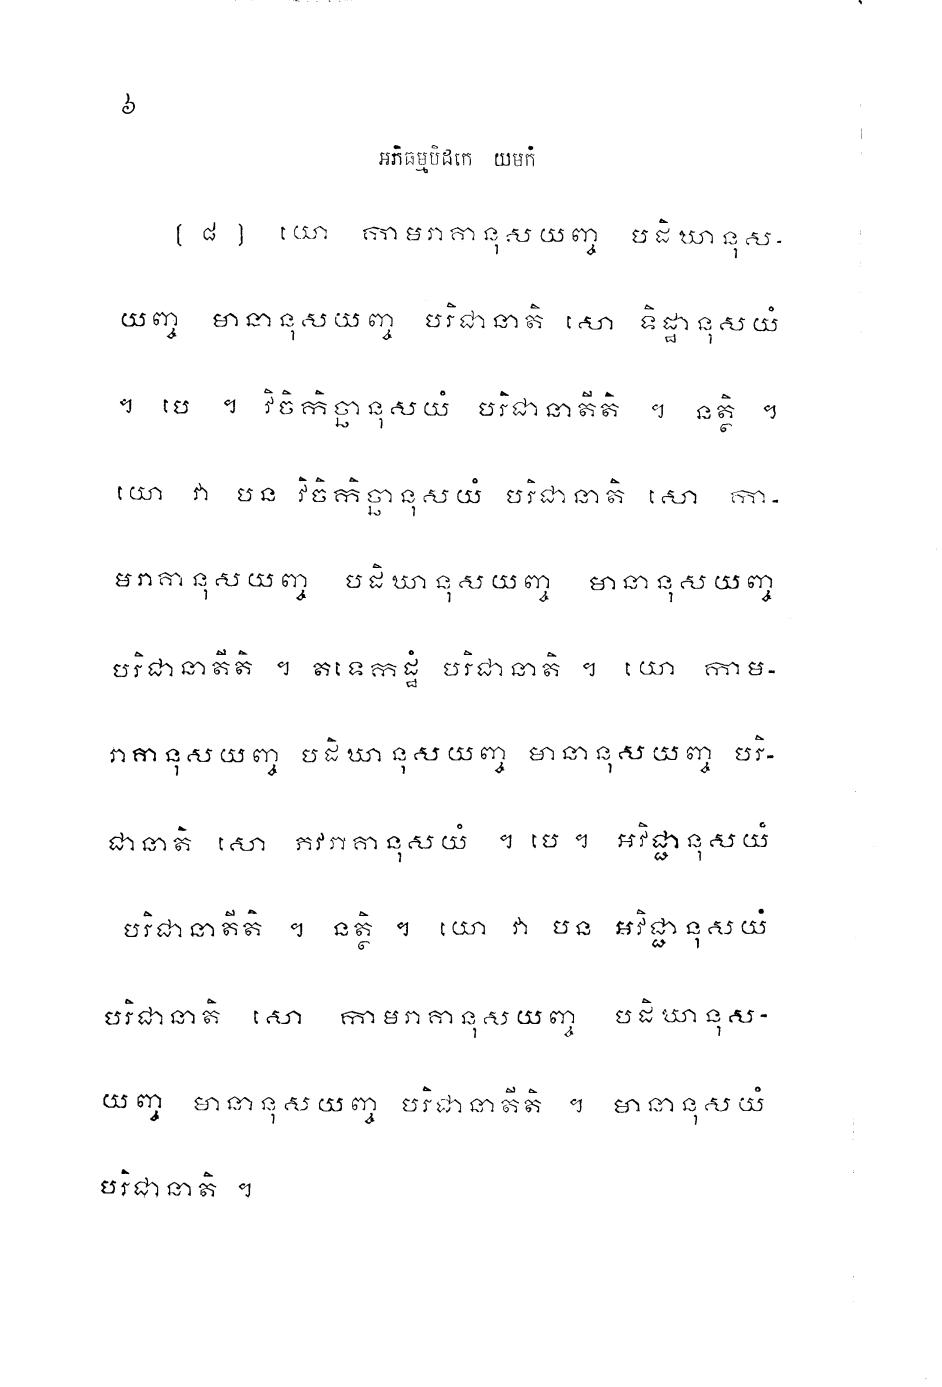 ៦
អភិធម្មបិដកេ យមកំ
[ ៨ ] យោ កាមរាគានុសយញ្ច បដិឃានុស-
យញ្ច មានានុសយញ្ច បរិជានាតិ សោ ទិដ្ឋានុសយំ
។ បេ ។ វិចិកិច្ឆានុសយំ បរិជានាតីតិ ។ នត្ថិ ។
យោ វា បន វិចិកិច្ឆានុសយំ បរិជានាតិ សោ កា-
មរាគានុសយញ្ច បដិឃានុសយញ្ច មានានុសយញ្ច
បរិជានាតីតិ ។ តទេកដ្ឋំ បរិជានាតិ ។ យោ កាម-
រាគានុសយញ្ច បដិឃានុសយញ្ច មានានុសយញ្ច បរិ-
ជានាតិ សោ ភវរាគានុសយំ ។ បេ ។ អវិជ្ជានុសយំ
បរិជានាតីតិ ។ នត្ថិ ។ យោ វា បន អវិជ្ជានុសយំ
បរិជានាតិ សោ កាមរាគានុសយញ្ច បដិឃានុស-
យញ្ច មានានុសយញ្ច បរិជានាតីតិ ។ មានានុសយំ
បរិជានាតិ ។